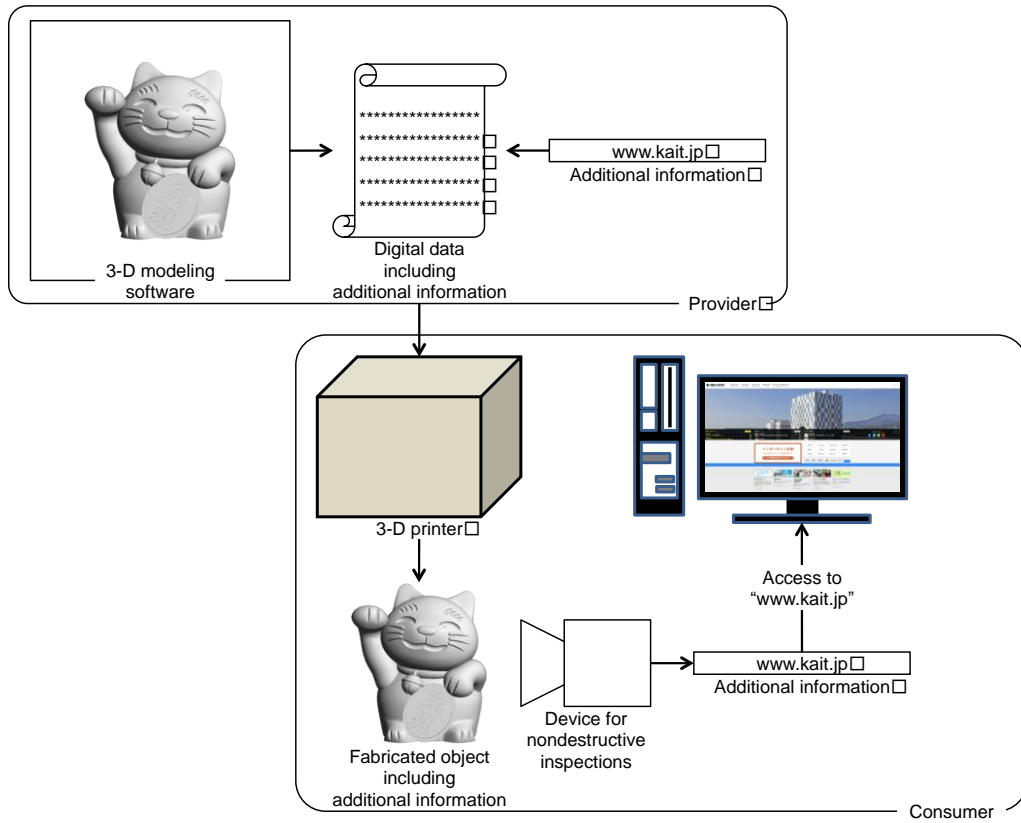 *****************
*****************
*****************
*****************
*****************
www.kait.jp
Additional information
3-D modeling
software
Digital data
including
additional information
Provider
3-D printer
Access to
“www.kait.jp”
www.kait.jp
Additional information
Device for
nondestructive
inspections
Fabricated object
including
additional information
Consumer